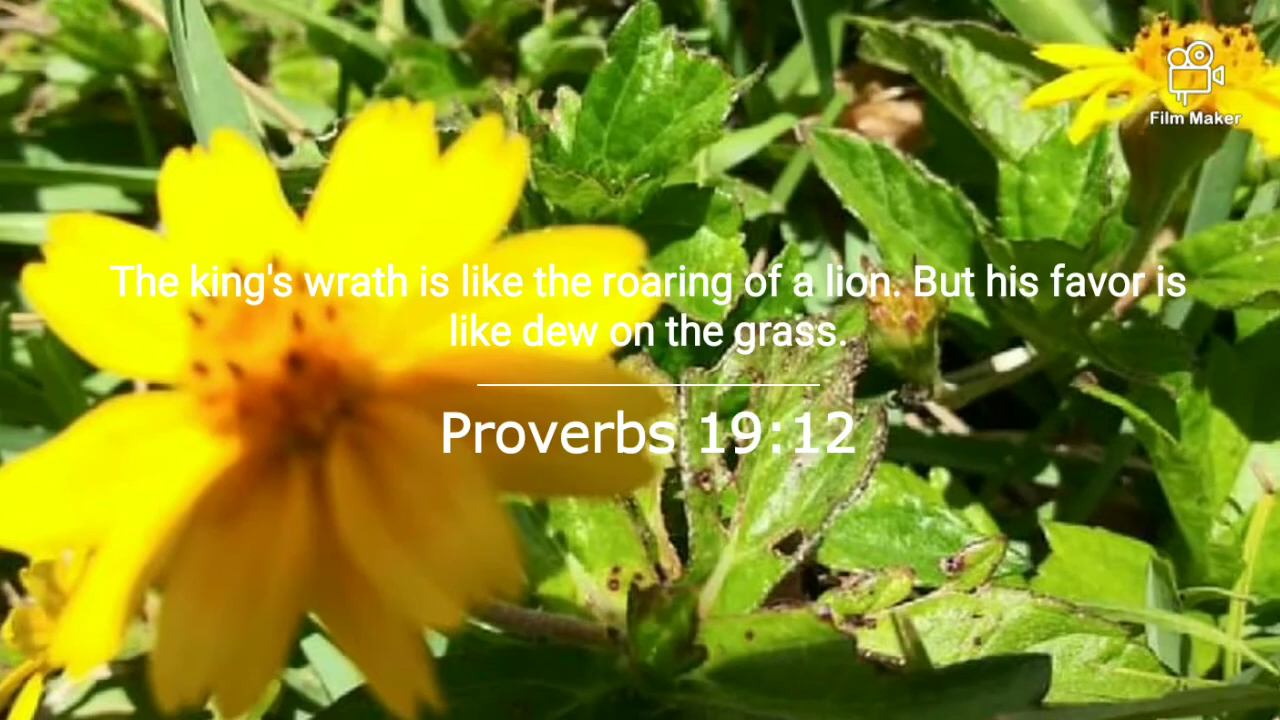 Film Maker
The king's wrath is like the roaring of a lion. But his favor is
like dew on the grass.
Proverbs 19:12